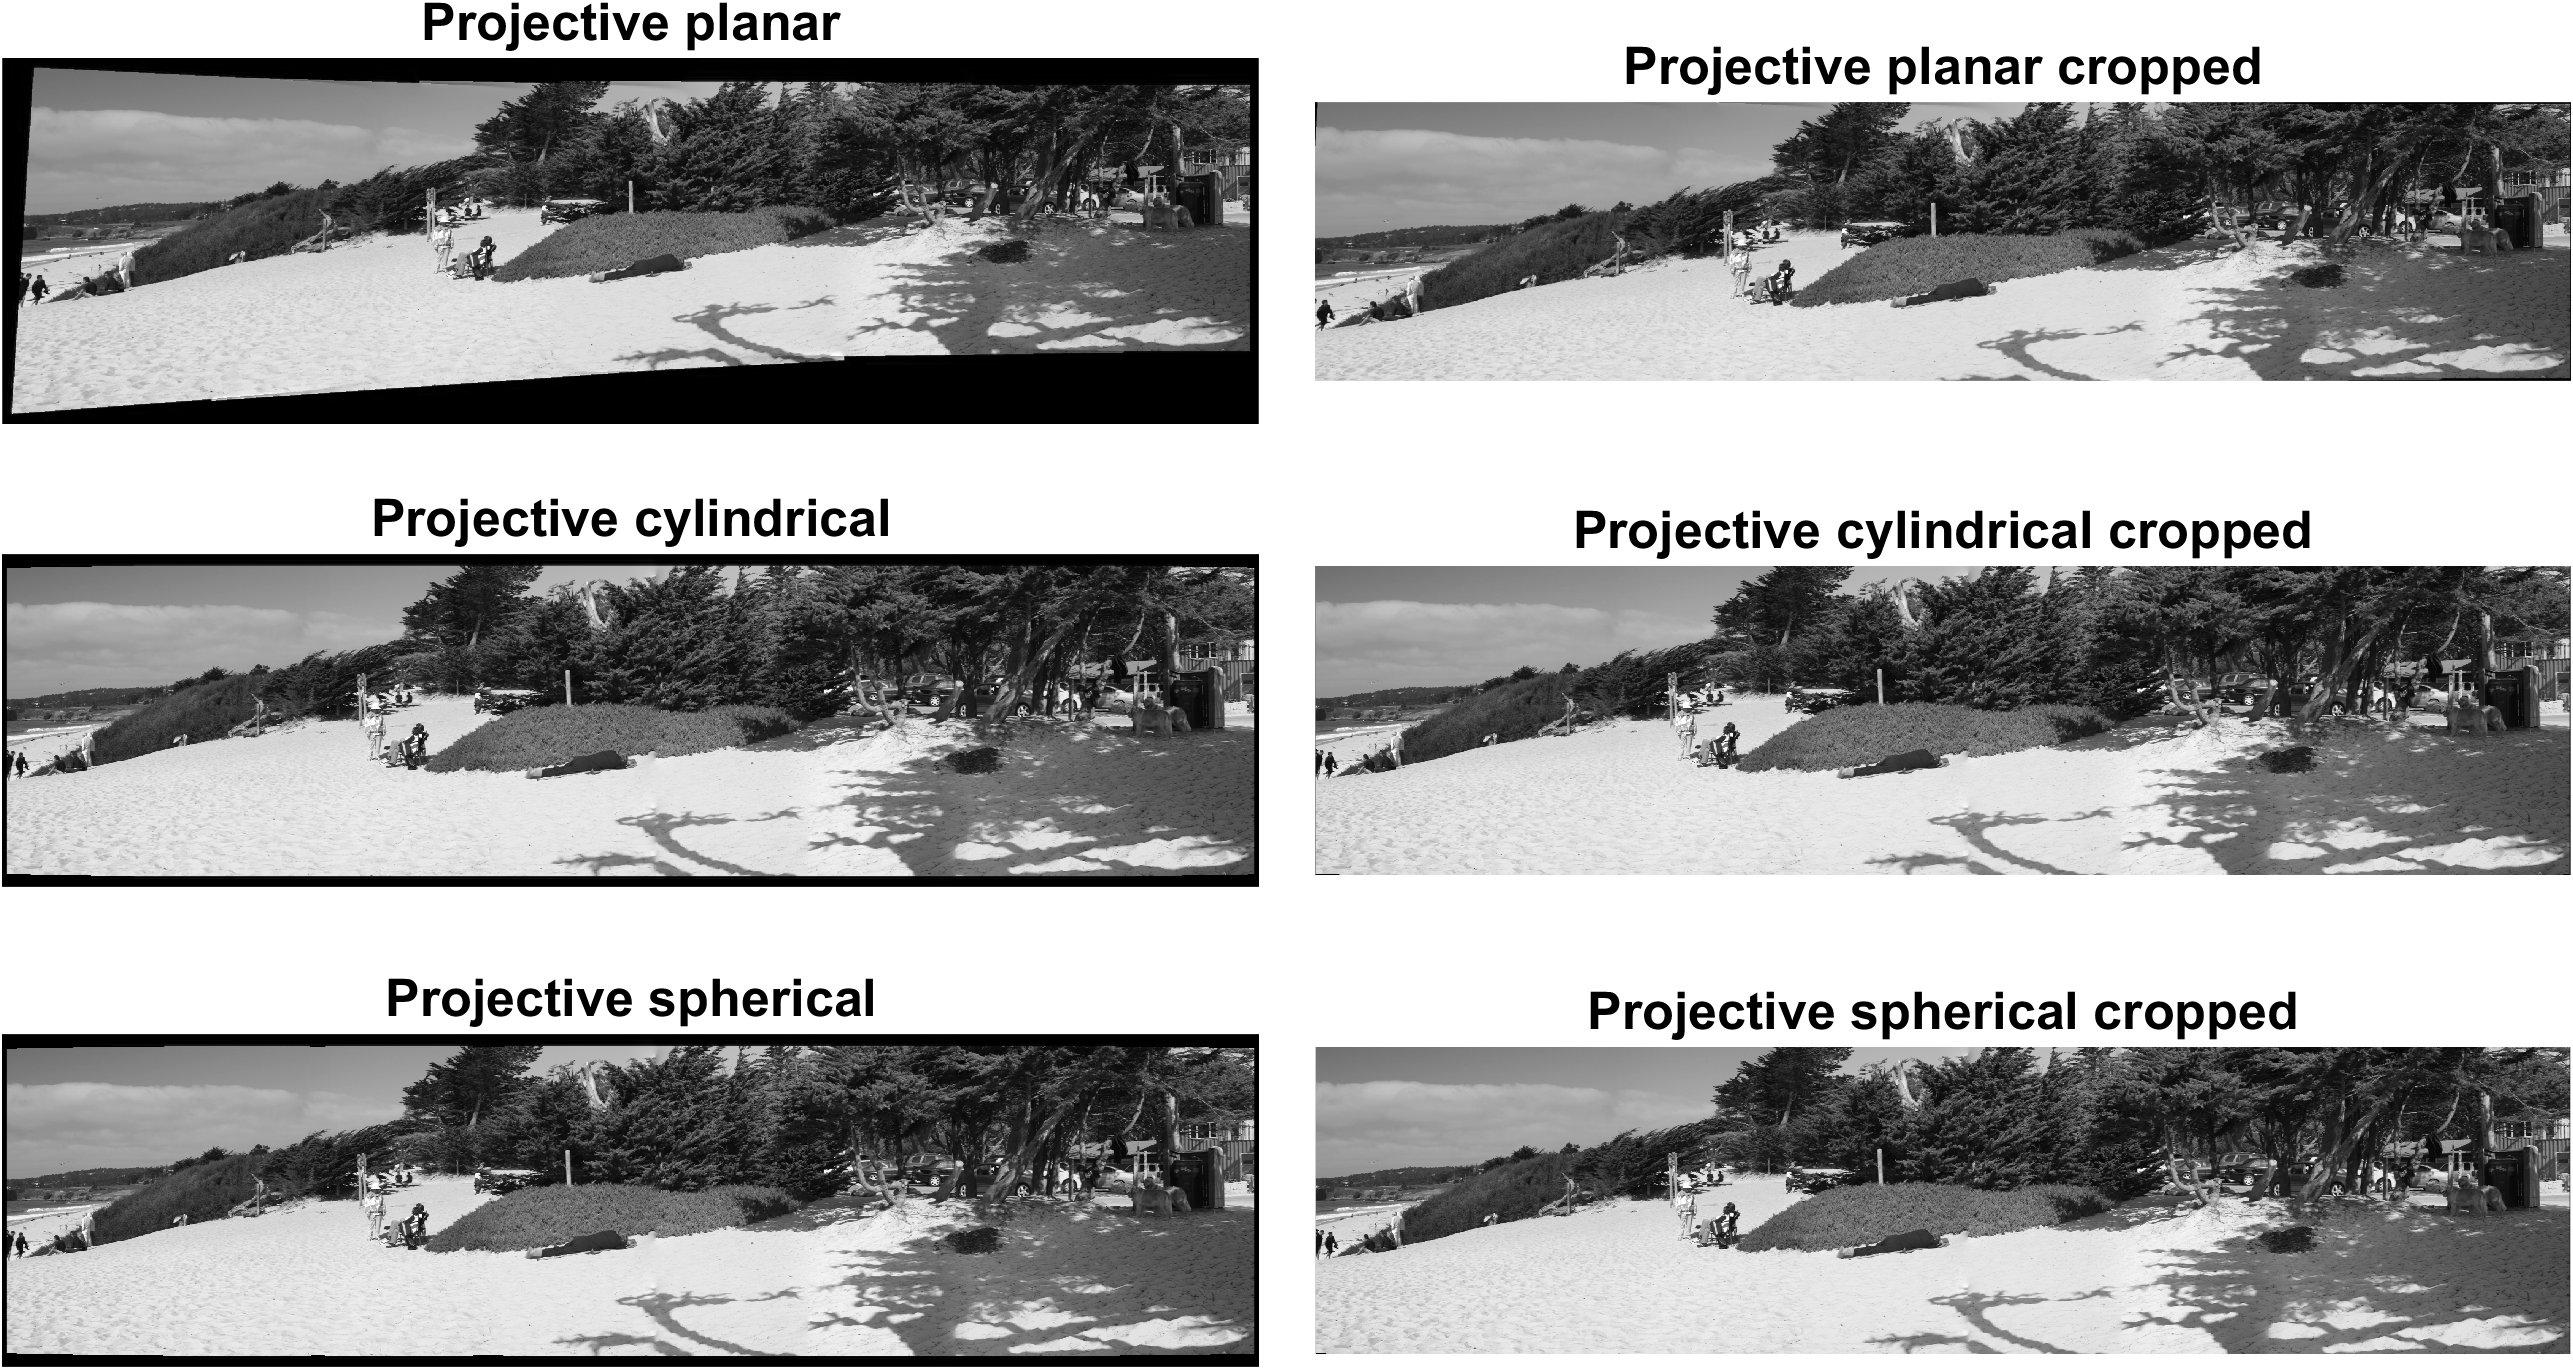 Projective planar
Projective planar cropped
Projective cylindrical
Projective cylindrical cropped
Projective spherical
Projective spherical cropped